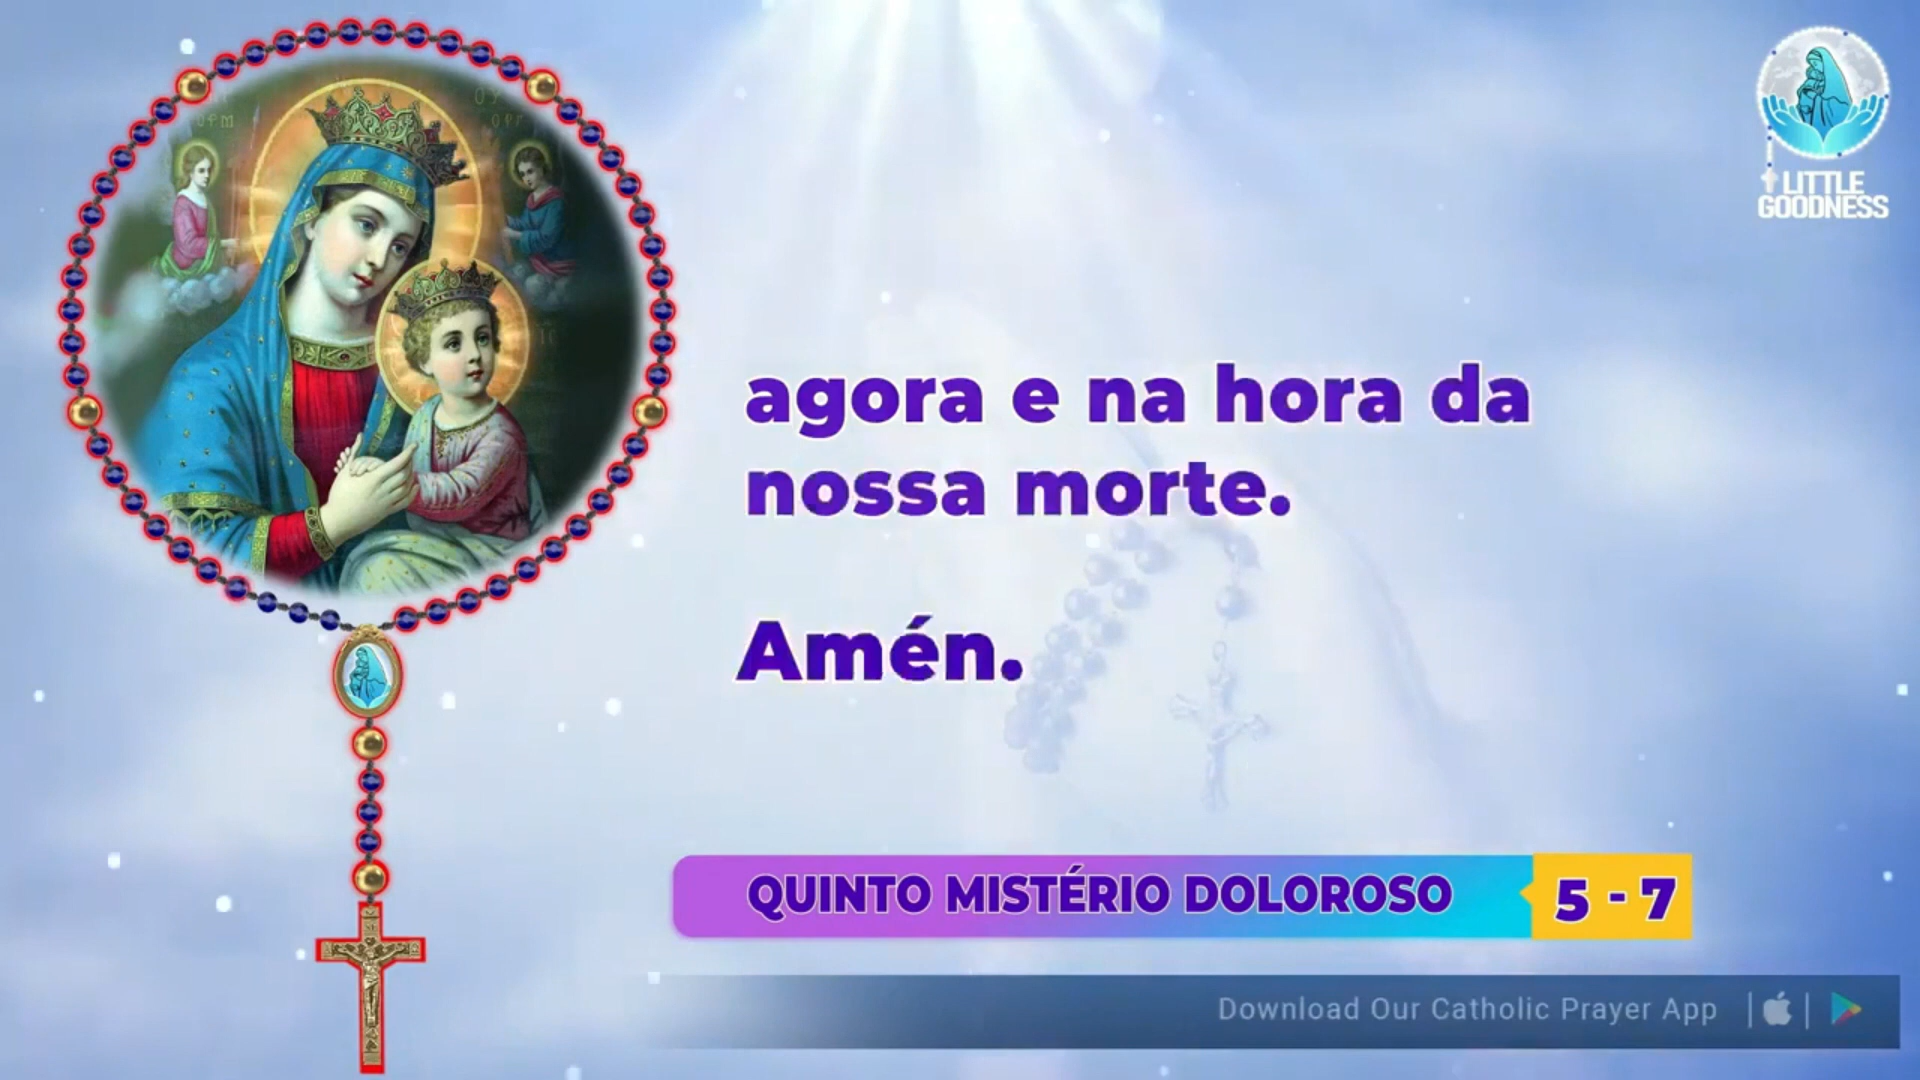 LITTLE
GOODNESS
agora e na hora da
nossa morte.
Amén.
QUINTO MISTÉRIO DOLOROSO
5 - 7
Download Our Catholic Prayer App